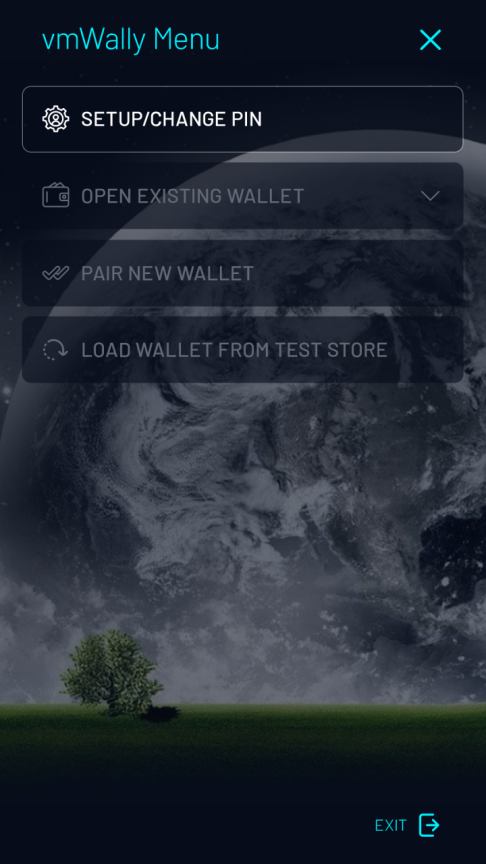 vmWally Menu
SETUP/CHANGE PIN
OPEN EXISTING WALLET
PAIR NEW WALLET
LOAD WALLET FROM TEST STORE
EXIT